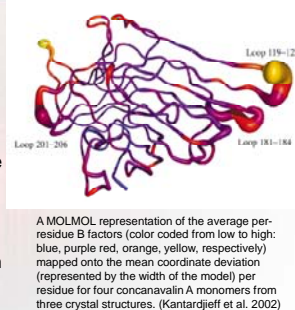 Loop 119–12
Loop 201–206
Loop 181–184
e
n
A MOLMOL representation of the average per-
residue B factors (color coded from low to high:
blue, purple red, orange, yellow, respectively)
mapped onto the mean coordinate deviation
(represented by the width of the model) per
residue for four concanavalin A monomers from
three crystal structures. (Kantardjieff et al. 2002)